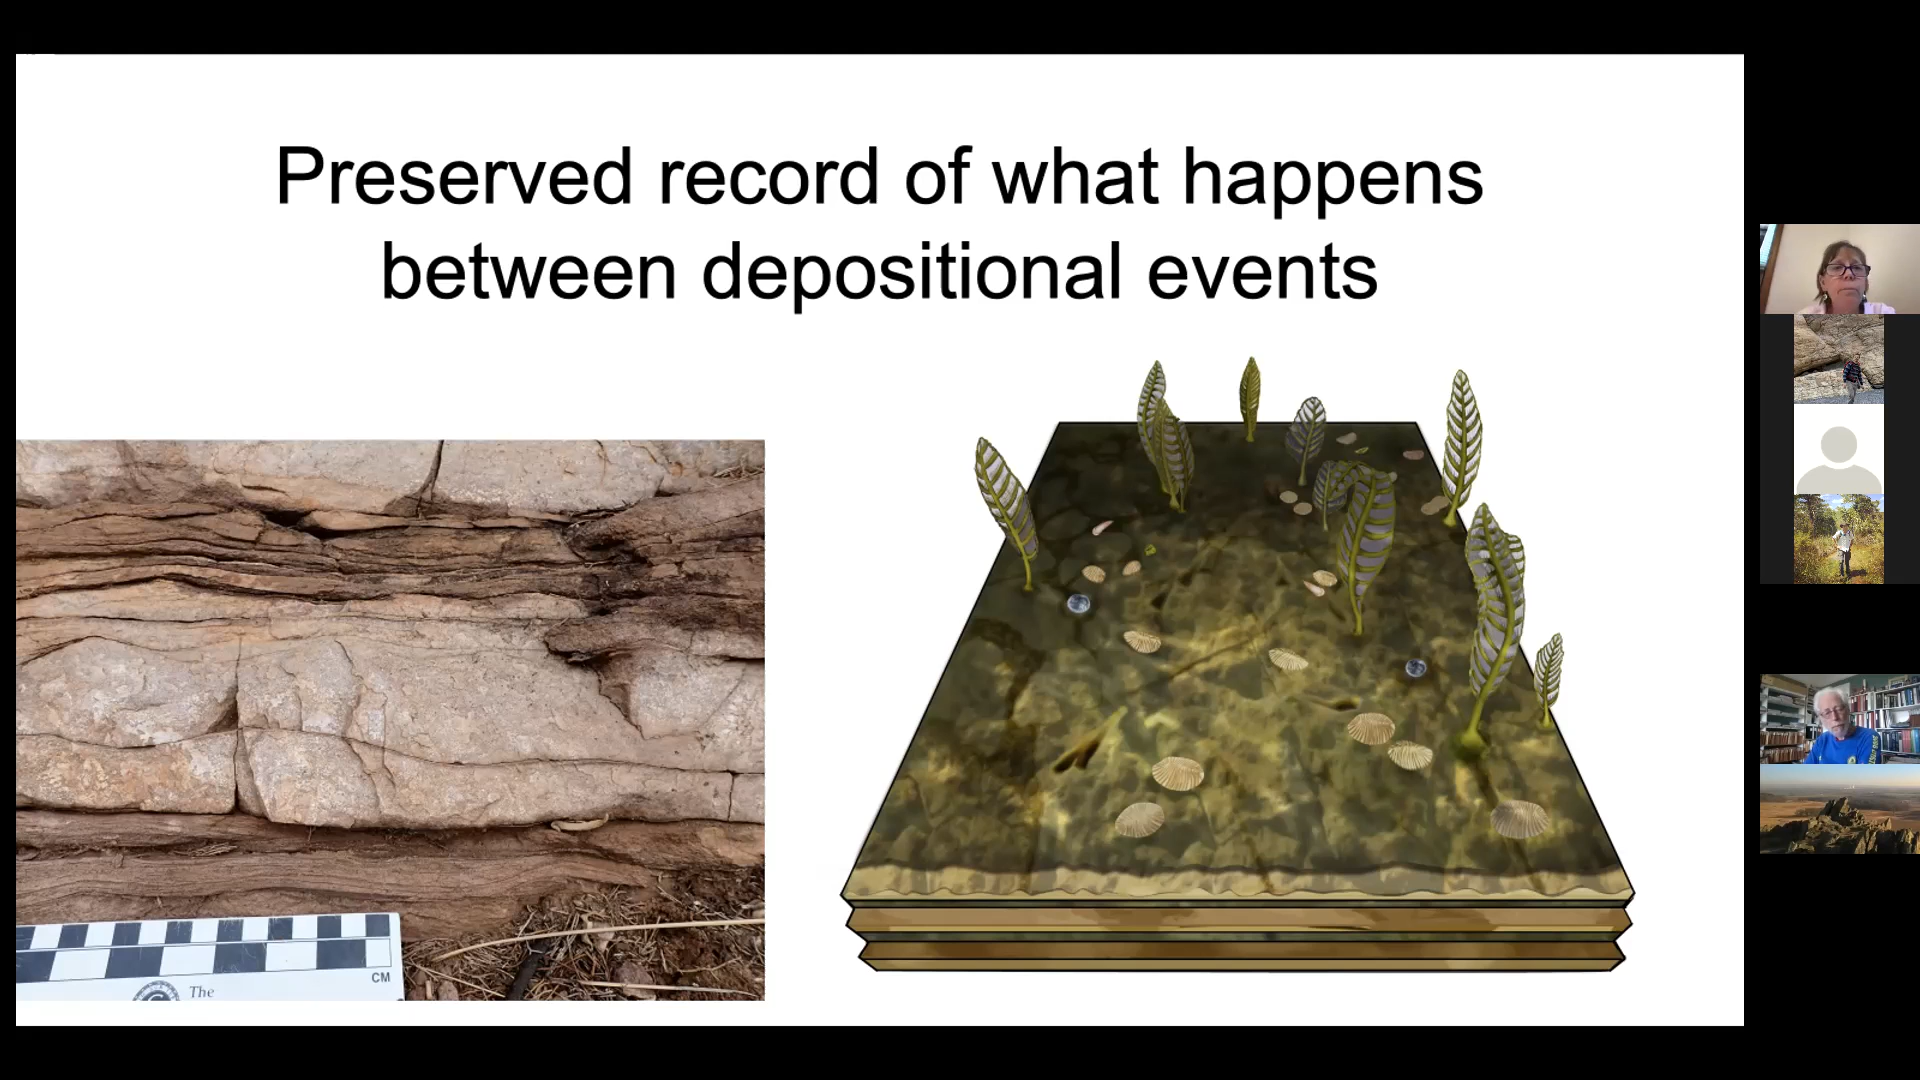 Preserved record of what happens
between depositional events
CM
The